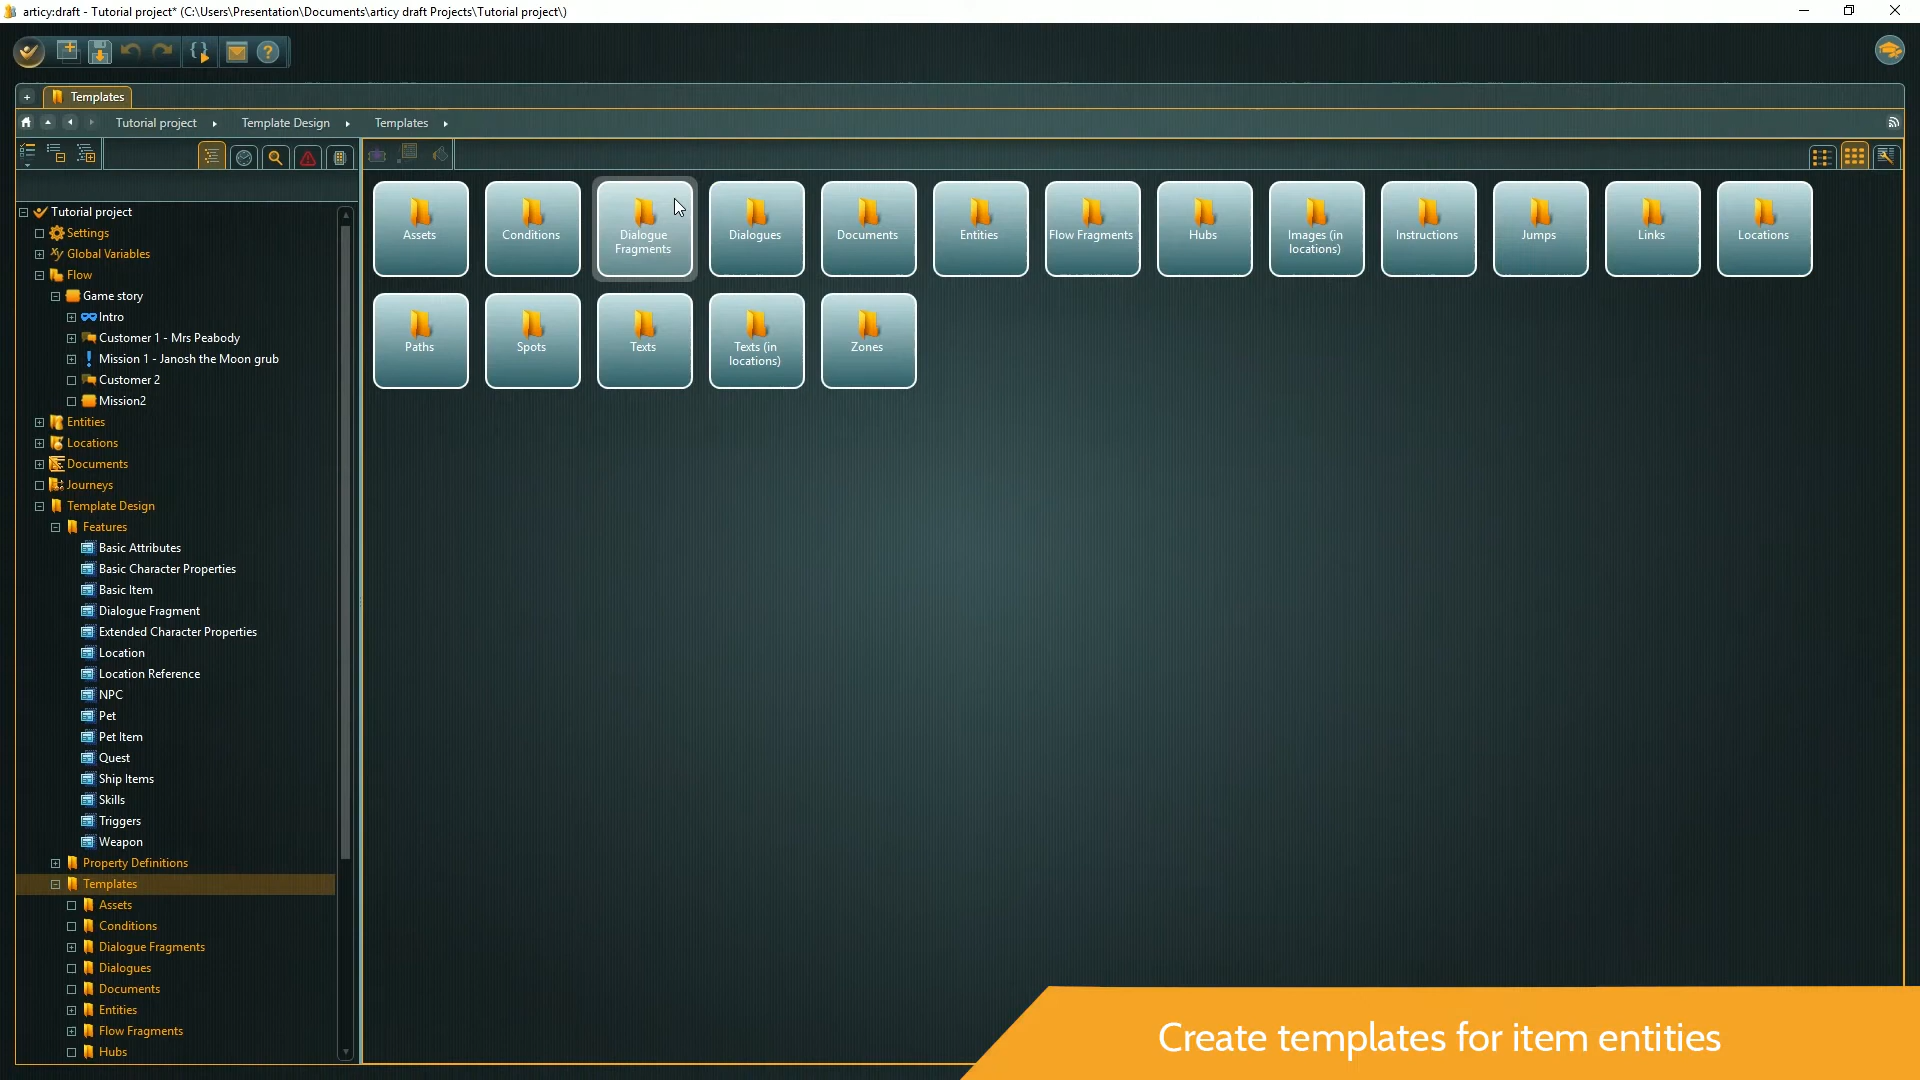 articy:draft - Tutorial project* (C:\Users\Presentation\Documents\articy draft Projects\Tutorial project\)
Templates
Tutorial project
Template Design
Templates
Tutorial project
Settings
Global Variables
Flow
Game story
Intro
Customer 1 - Mrs Peabody
Mission 1 - Janosh the Moon grub
Customer 2
Mission2
Entities
Locations
Documents
Journeys
Template Design
Features
Basic Attributes
Basic Character Properties
Basic Item
Dialogue Fragment
Extended Character Properties
Location
Location Reference
NPC
Pet
Pet Item
Quest
Ship Items
Skills
Triggers
Weapon
Property Definitions
Templates
Assets
Conditions
Dialogue Fragments
Dialogues
Documents
Entities
Flow Fragments
Hubs
Assets
Conditions
Dialogue
Fragments
Dialogues
Documents
Entities
Flow Fragments
Hubs
Images (in
locations)
Instructions
Jumps
Links
Locations
Paths
Spots
Texts
Texts (in
locations)
Zones
Create templates for item entities